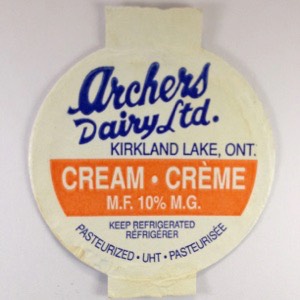 Archers
Dairy Ltd.
KIRKLAND LAKE, ONT.
CREAM · CRÈME
M.F. 10% M.G.
KEEP REFRIGERATED
RÉFRIGÉRER
PASTEURIZED · UHT · PASTEURISÉE